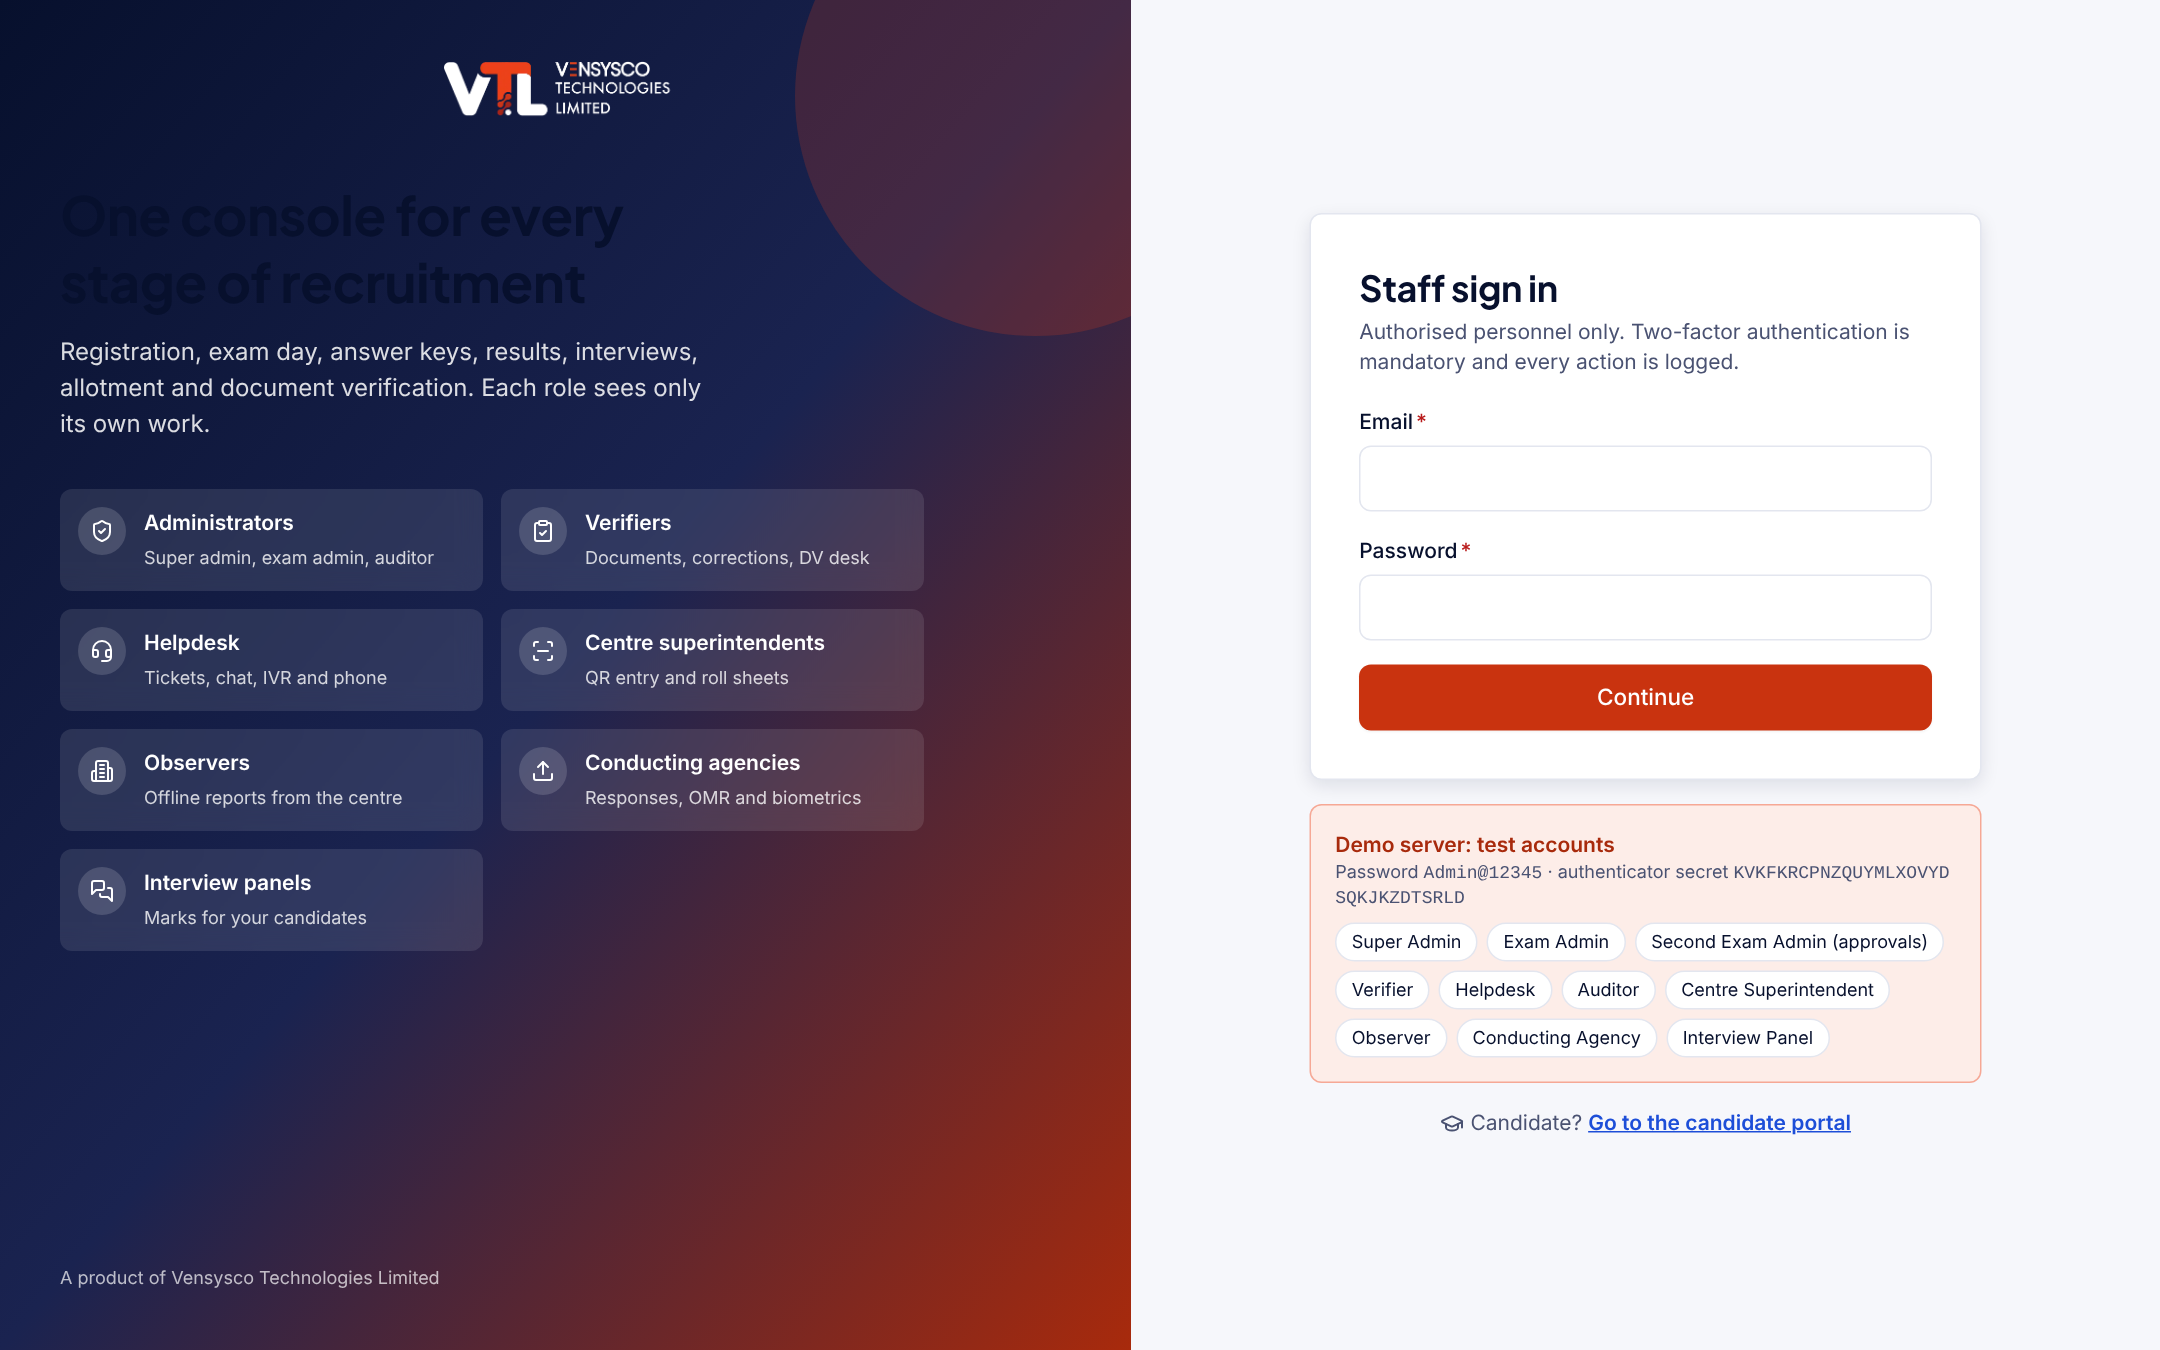 VTL
VENSYSCO
TECHNOLOGIES
LIMITED
One console for every
stage of recruitment
Registration, exam day, answer keys, results, interviews,
allotment and document verification. Each role sees only
its own work.
Administrators
Super admin, exam admin, auditor
Verifiers
Documents, corrections, DV desk
Helpdesk
Tickets, chat, IVR and phone
Centre superintendents
QR entry and roll sheets
Observers
Offline reports from the centre
Conducting agencies
Responses, OMR and biometrics
Interview panels
Marks for your candidates
A product of Vensysco Technologies Limited
Staff sign in
Authorised personnel only. Two-factor authentication is
mandatory and every action is logged.
Email *
Password *
Continue
Demo server: test accounts
Password Admin@12345 · authenticator secret KVKFKRCPNZQUYMLXOVYD
SQKJKZDTSRLD
Super Admin Exam Admin Second Exam Admin (approvals)
Verifier Helpdesk Auditor Centre Superintendent
Observer Conducting Agency Interview Panel
Candidate? Go to the candidate portal